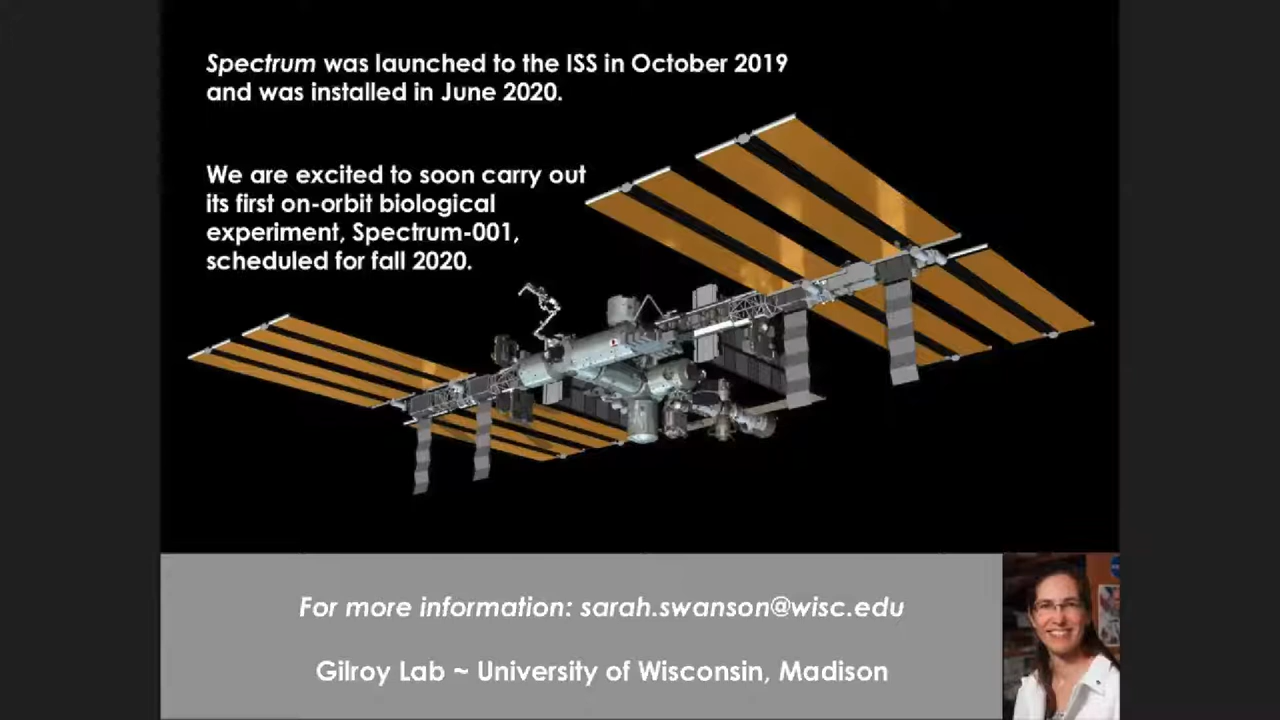 Spectrum was launched to the ISS in October 2019
and was installed in June 2020.
We are excited to soon carry out
its first on-orbit biological
experiment, Spectrum-001,
scheduled for fall 2020.
For more information: sarah.swanson@wisc.edu
Gilroy Lab ~ University of Wisconsin, Madison